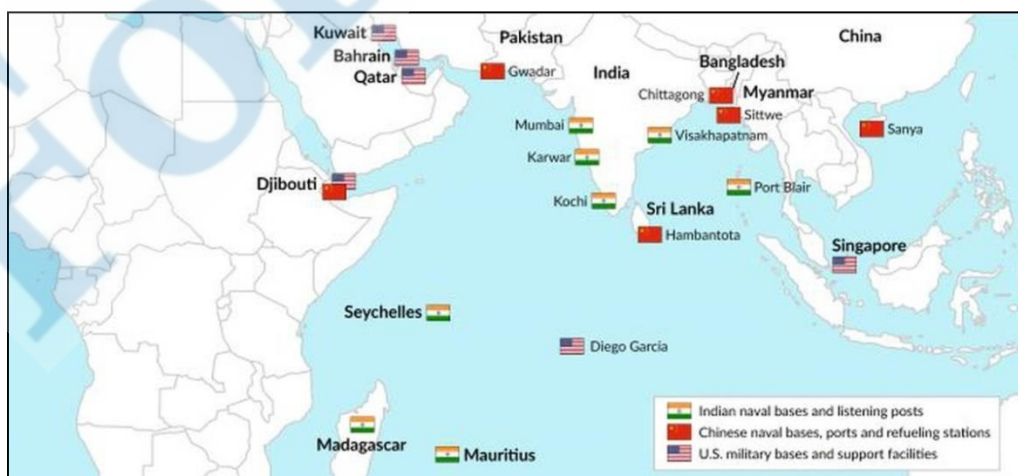 Kuwait
Bahrain
Qatar
Pakistan
Gwadar
India
China
Bangladesh
Chittagong
Myanmar
Sittwe
Sanya
Mumbai
Visakhapatnam
Karwar
Djibouti
Kochi
Port Blair
Sri Lanka
Hambantota
Singapore
Seychelles
Diego Garcia
Madagascar
Mauritius
Indian naval bases and listening posts
Chinese naval bases, ports and refueling stations
U.S. military bases and support facilities